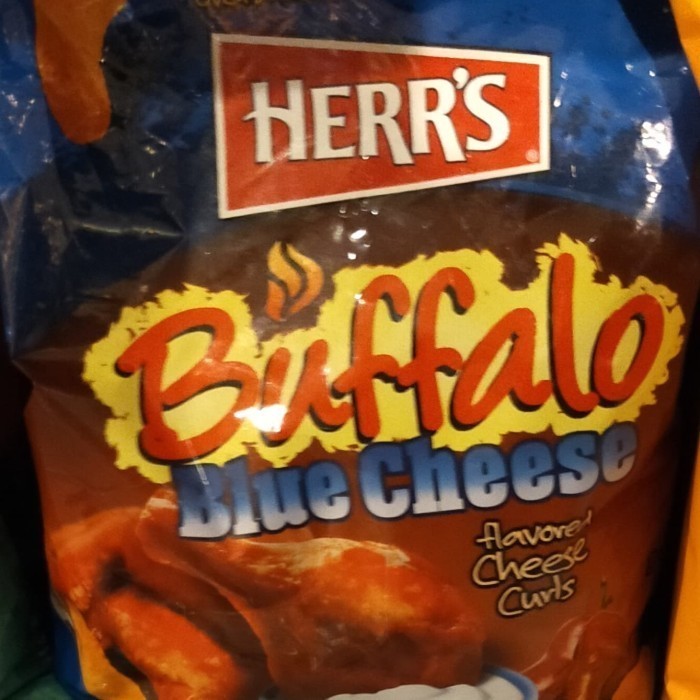 HERR'S
Buffalo
Blue Cheese
flavored
Cheese
Curls